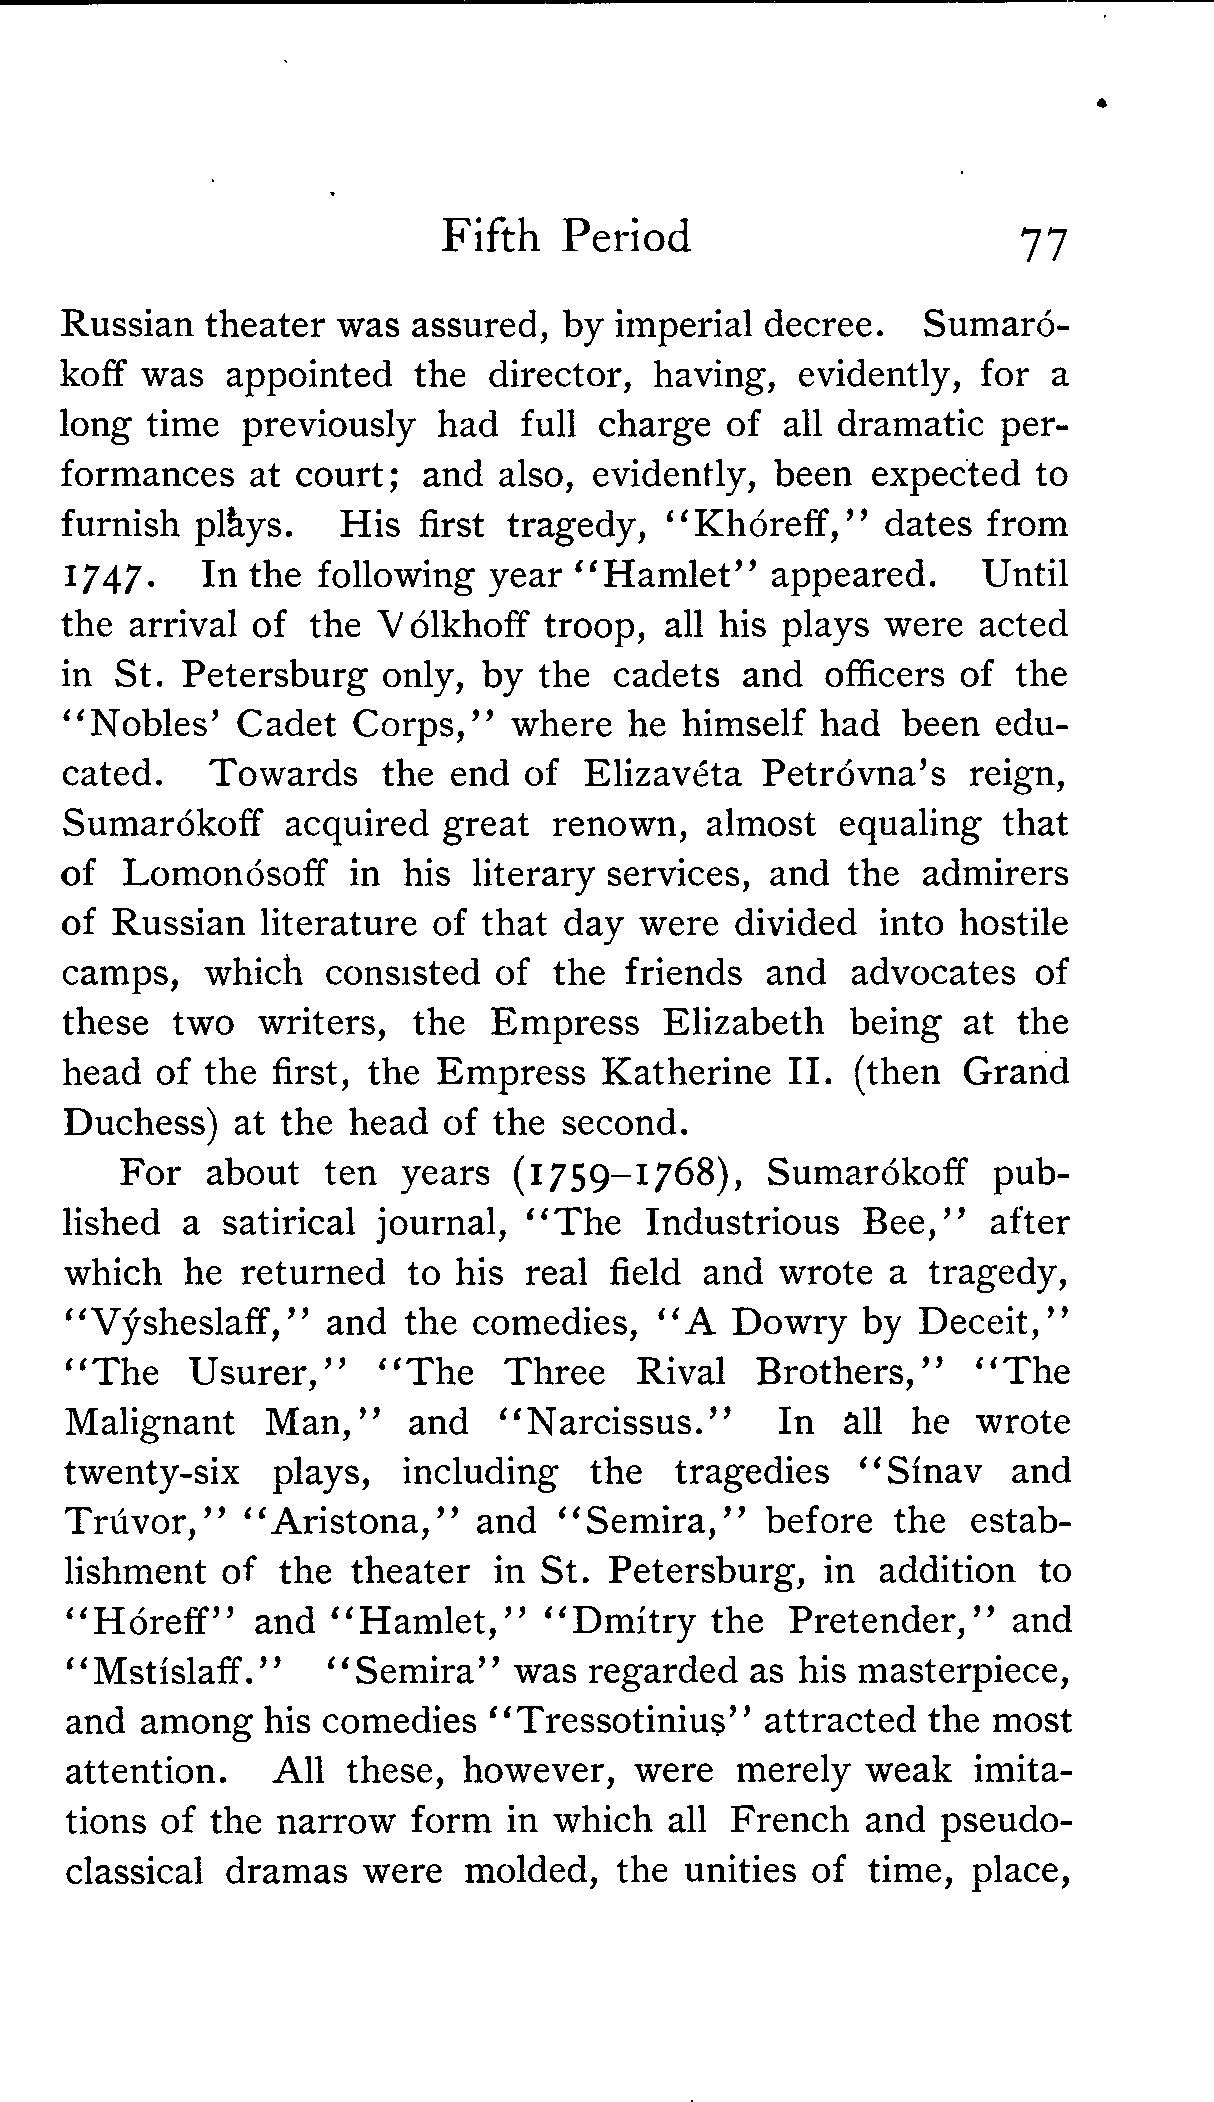 Fifth Period 77
Russian theater was assured, by imperial decree. Sumaró-
koff was appointed the director, having, evidently, for a
long time previously had full charge of all dramatic per-
formances at court; and also, evidently, been expected to
furnish plays. His first tragedy, "Khóreff," dates from
1747. In the following year "Hamlet" appeared. Until
the arrival of the Vólkhoff troop, all his plays were acted
in St. Petersburg only, by the cadets and officers of the
"Nobles' Cadet Corps," where he himself had been edu-
cated. Towards the end of Elizavéta Petróvna's reign,
Sumarókoff acquired great renown, almost equaling that
of Lomonósoff in his literary services, and the admirers
of Russian literature of that day were divided into hostile
camps, which consisted of the friends and advocates of
these two writers, the Empress Elizabeth being at the
head of the first, the Empress Katherine II. (then Grand
Duchess) at the head of the second.
For about ten years (1759–1768), Sumarókoff pub-
lished a satirical journal, "The Industrious Bee," after
which he returned to his real field and wrote a tragedy,
"Výsheslaff," and the comedies, "A Dowry by Deceit,"
"The Usurer," "The Three Rival Brothers," "The
Malignant Man," and "Narcissus." In all he wrote
twenty-six plays, including the tragedies "Sínav and
Trúvor," "Aristona," and "Semira," before the estab-
lishment of the theater in St. Petersburg, in addition to
"Hóreff" and "Hamlet," "Dmítry the Pretender," and
"Mstíslaff." "Semira" was regarded as his masterpiece,
and among his comedies "Tressotinius" attracted the most
attention. All these, however, were merely weak imita-
tions of the narrow form in which all French and pseudo-
classical dramas were molded, the unities of time, place,